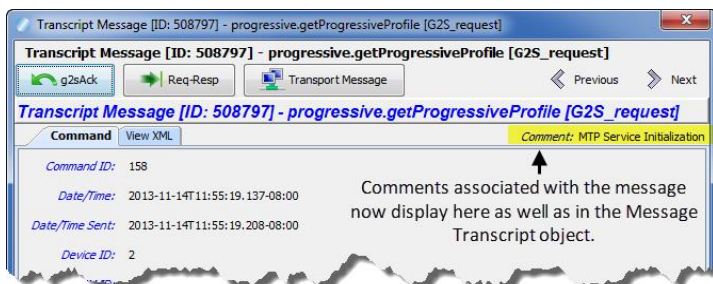 Transcript Message [ID: 508797] - progressive.getProgressiveProfile [G2S_request]
X
Transcript Message [ID: 508797] - progressive.getProgressiveProfile [G2S_request]
g2sAck Req-Resp Transport Message Previous Next
Transcript Message [ID: 508797] - progressive.getProgressiveProfile [G2S_request]
Command View XML Comment: MTP Service Initialization
Command ID: 158
Date/Time: 2013-11-14T11:55:19.137-08:00
Date/Time Sent: 2013-11-14T11:55:19.208-08:00
Device ID: 2
Comments associated with the message
now display here as well as in the Message
Transcript object.